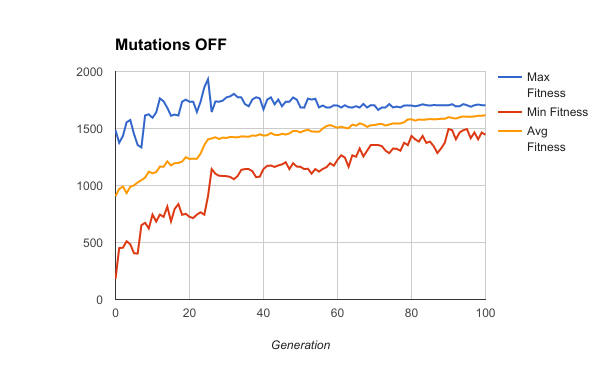 Mutations OFF
2000
1500
1000
500
0
0 20 40 60 80 100
Generation
Max
Fitness
Min Fitness
Avg
Fitness